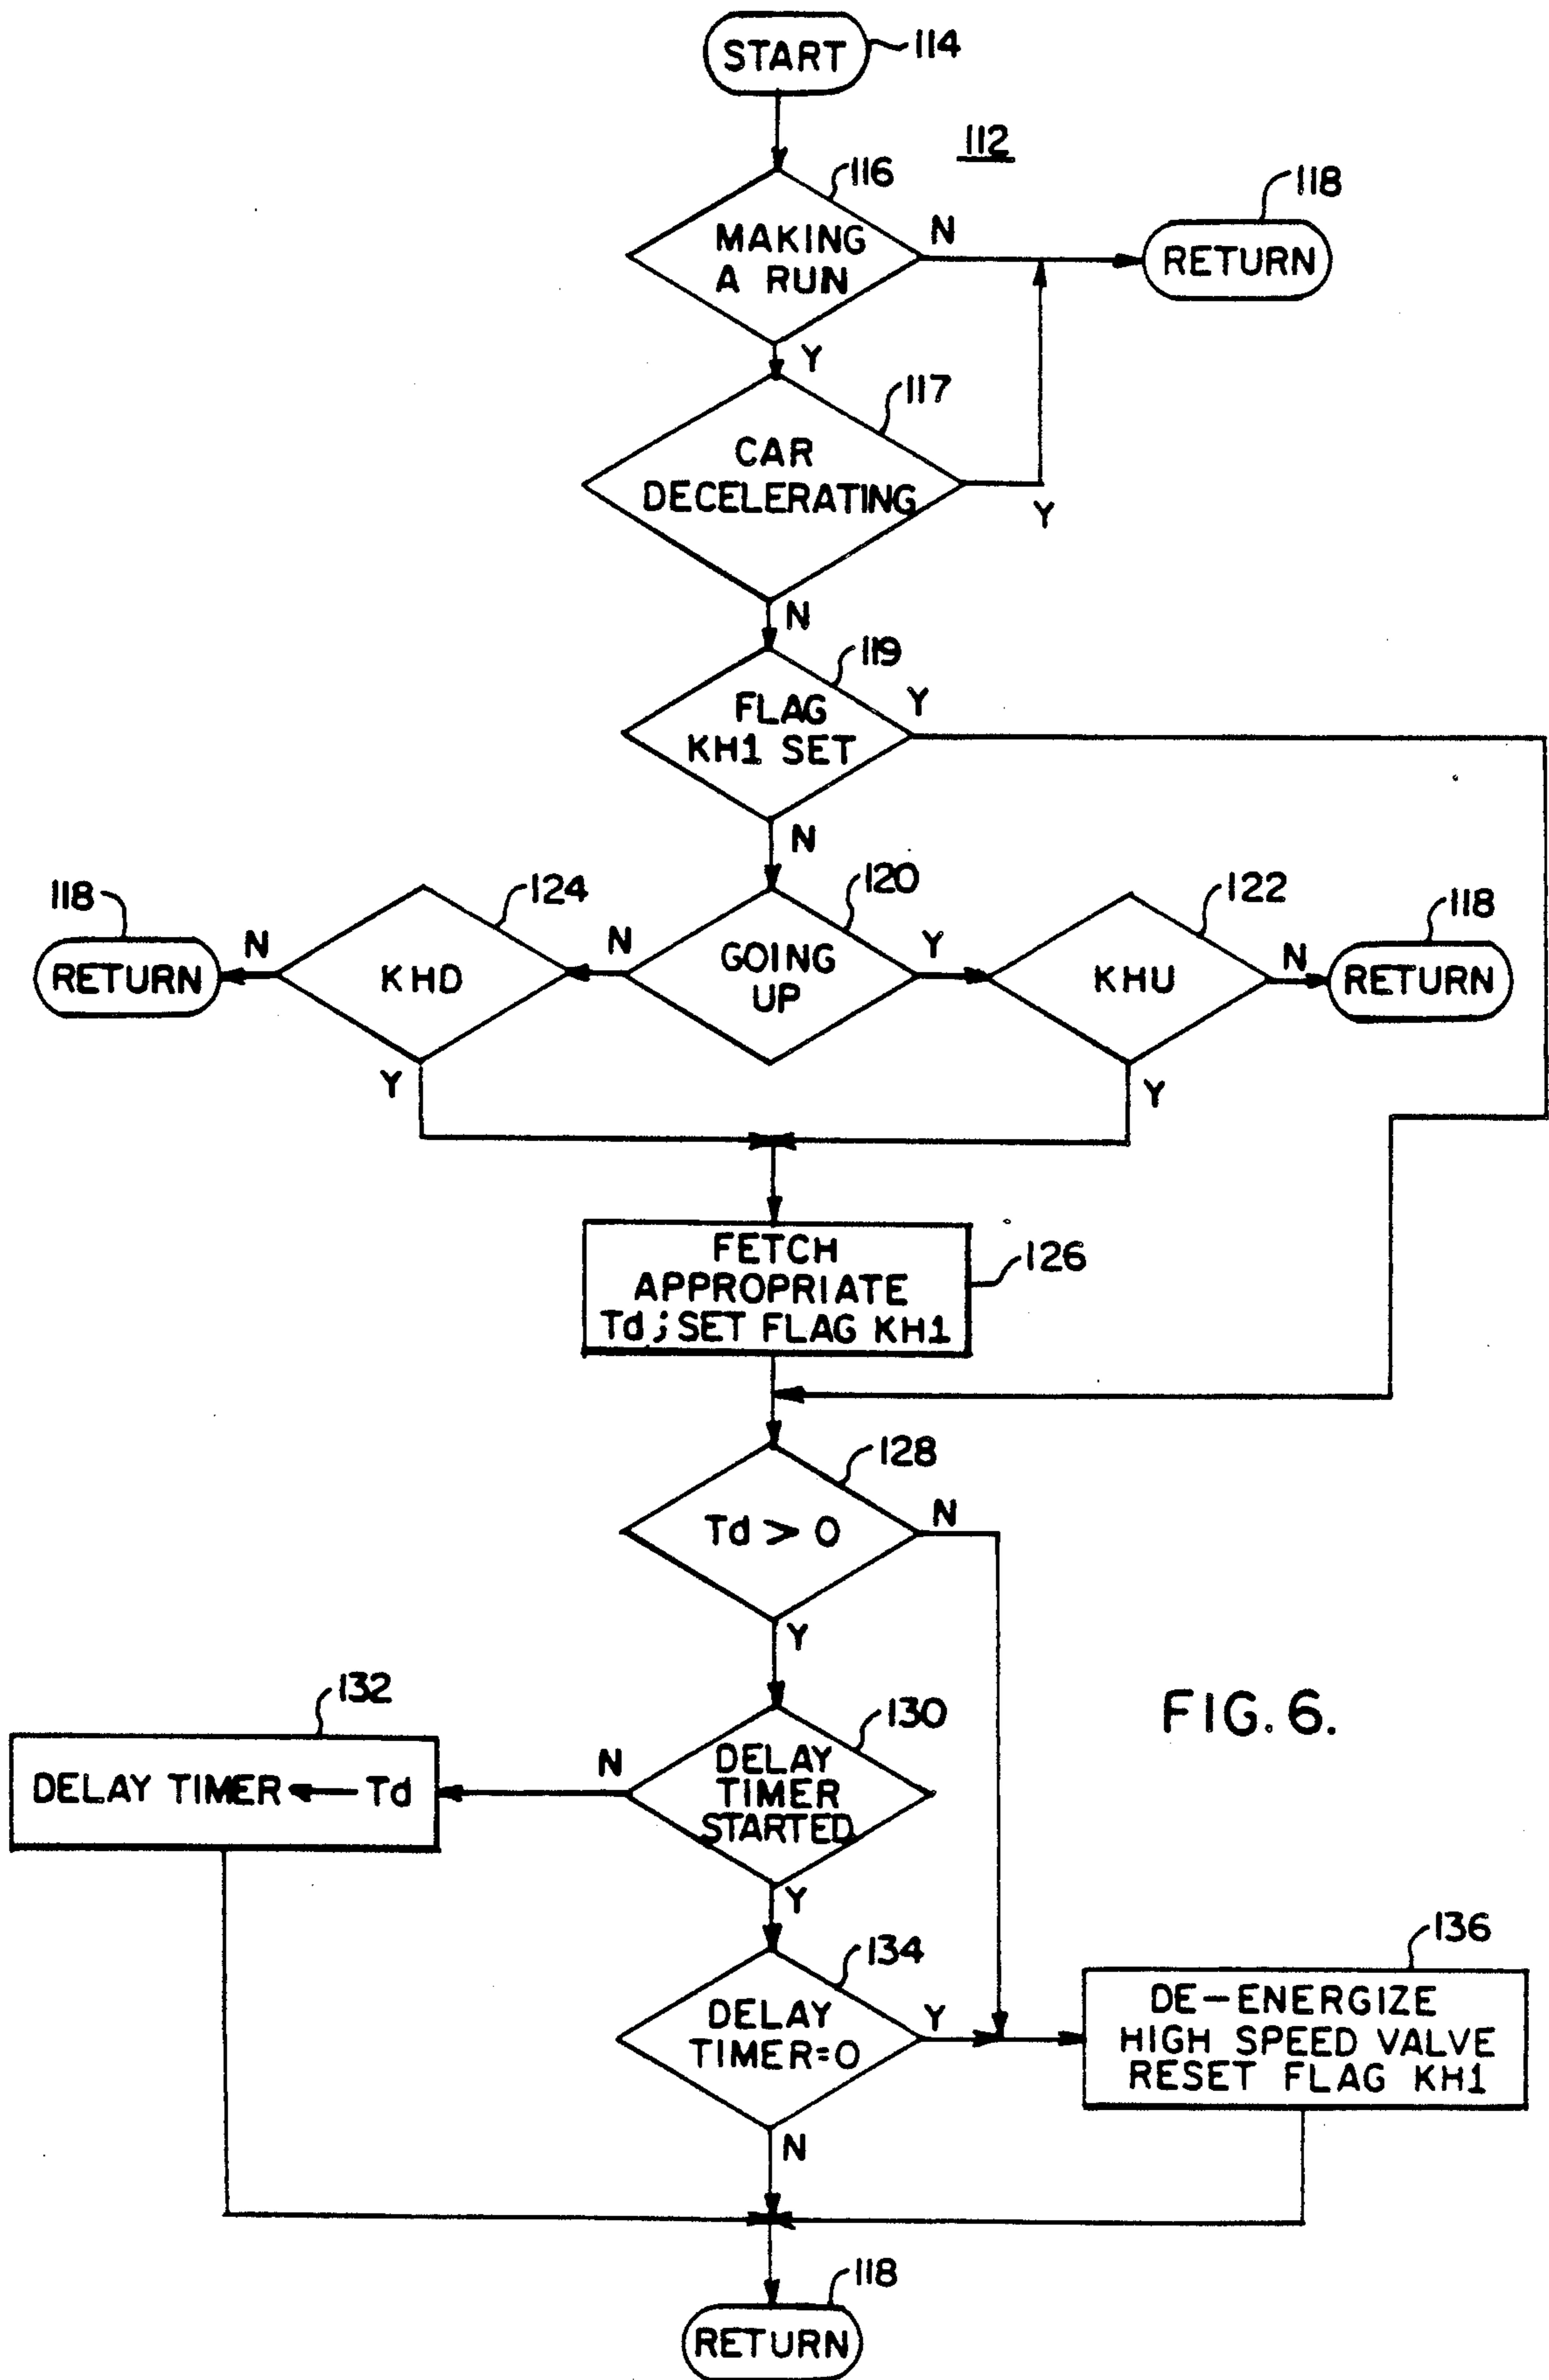 START
114
112
116
118
MAKING
A RUN
N
RETURN
Y
117
CAR
DECELERATING
Y
N
119
FLAG
KH1 SET
Y
N
118
124
120
122
118
RETURN
N
KHD
N
GOING
UP
Y
KHU
N
RETURN
Y
Y
FETCH
APPROPRIATE
Td; SET FLAG KH1
126
128
Td > 0
N
Y
132
130
FIG. 6.
DELAY TIMER ← Td
N
DELAY
TIMER
STARTED
Y
134
136
DELAY
TIMER=0
Y
DE-ENERGIZE
HIGH SPEED VALVE
RESET FLAG KH1
N
118
RETURN